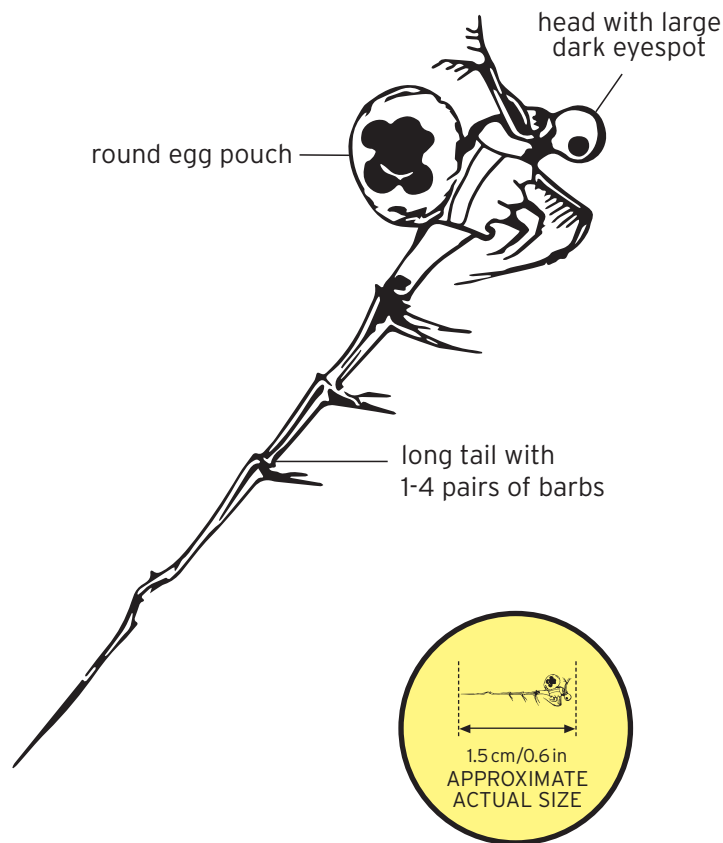 head with large
dark eyespot
round egg pouch
long tail with
1-4 pairs of barbs
1.5 cm/0.6 in
APPROXIMATE
ACTUAL SIZE